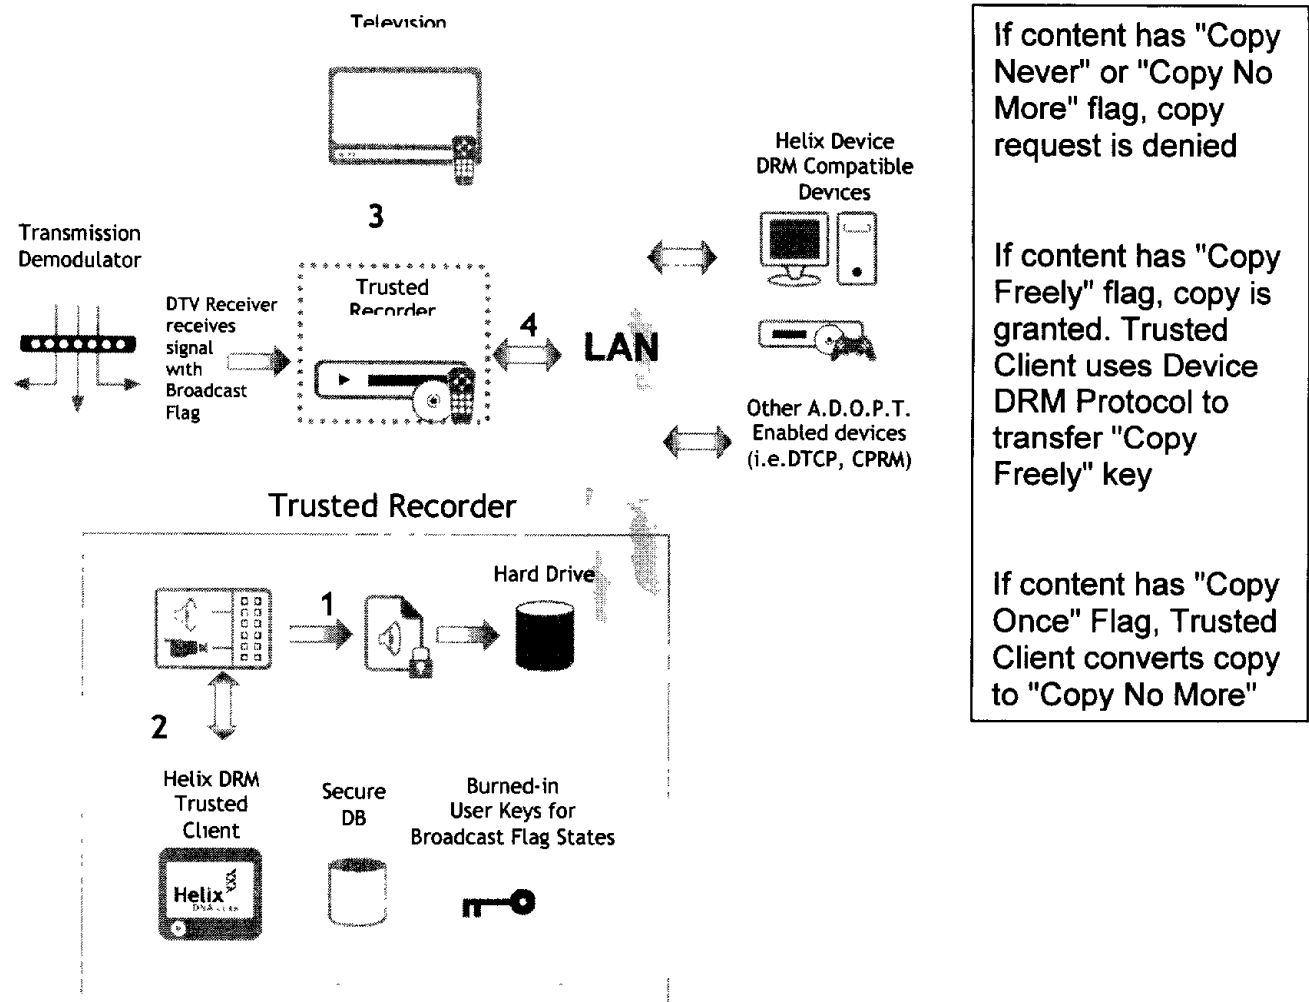 Television
3
Transmission
Demodulator
DTV Receiver
receives
signal
with
Broadcast
Flag
Trusted
Recorder
4
LAN
Helix Device
DRM Compatible
Devices
Other A.D.O.P.T.
Enabled devices
(i.e.DTCP, CPRM)
Trusted Recorder
1
Hard Drive
2
Helix DRM
Trusted
Client
Helix
Secure
DB
Burned-in
User Keys for
Broadcast Flag States
If content has "Copy
Never" or "Copy No
More" flag, copy
request is denied
If content has "Copy
Freely" flag, copy is
granted. Trusted
Client uses Device
DRM Protocol to
transfer "Copy
Freely" key
If content has "Copy
Once" Flag, Trusted
Client converts copy
to "Copy No More"